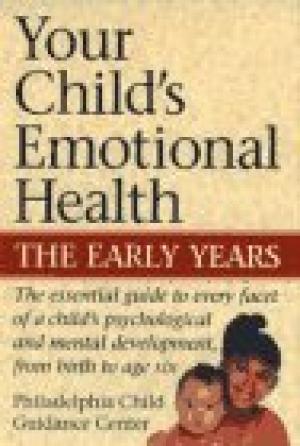 Your
Child's
Emotional
Health
THE EARLY YEARS
The essential guide to every facet
of a child's psychological
and mental development,
from birth to age six
Philadelphia Child
Guidance Center